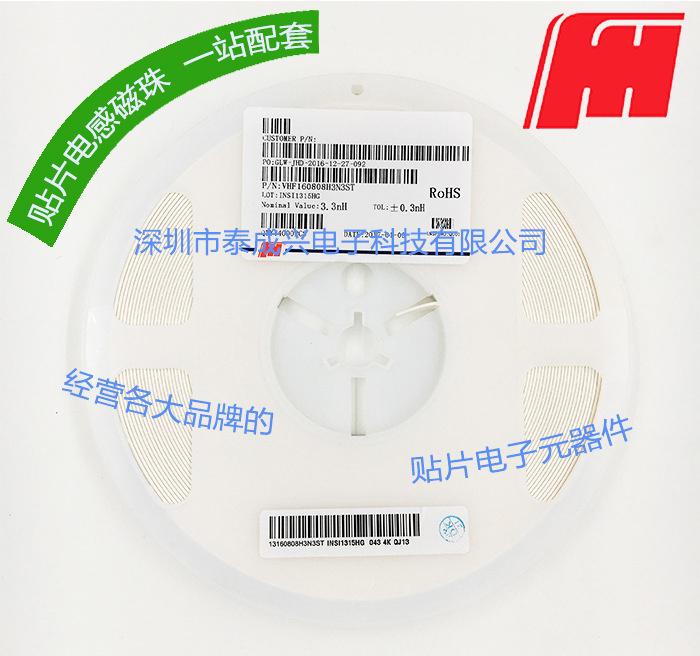 贴片电感磁珠 一站配套
CUSTOMER P/N:
PO:GLW-JHD-2016-12-27-092
P/N:VHF160808H3N3ST
RoHS
LOT:INSI1315HG
Nominal Value:3.3nH TOL:±0.3nH
深圳市泰成兴电子科技有限公司
经营各大品牌的
贴片电子元器件
13160808H3N3ST INSI1315HG 043 4K QJ13